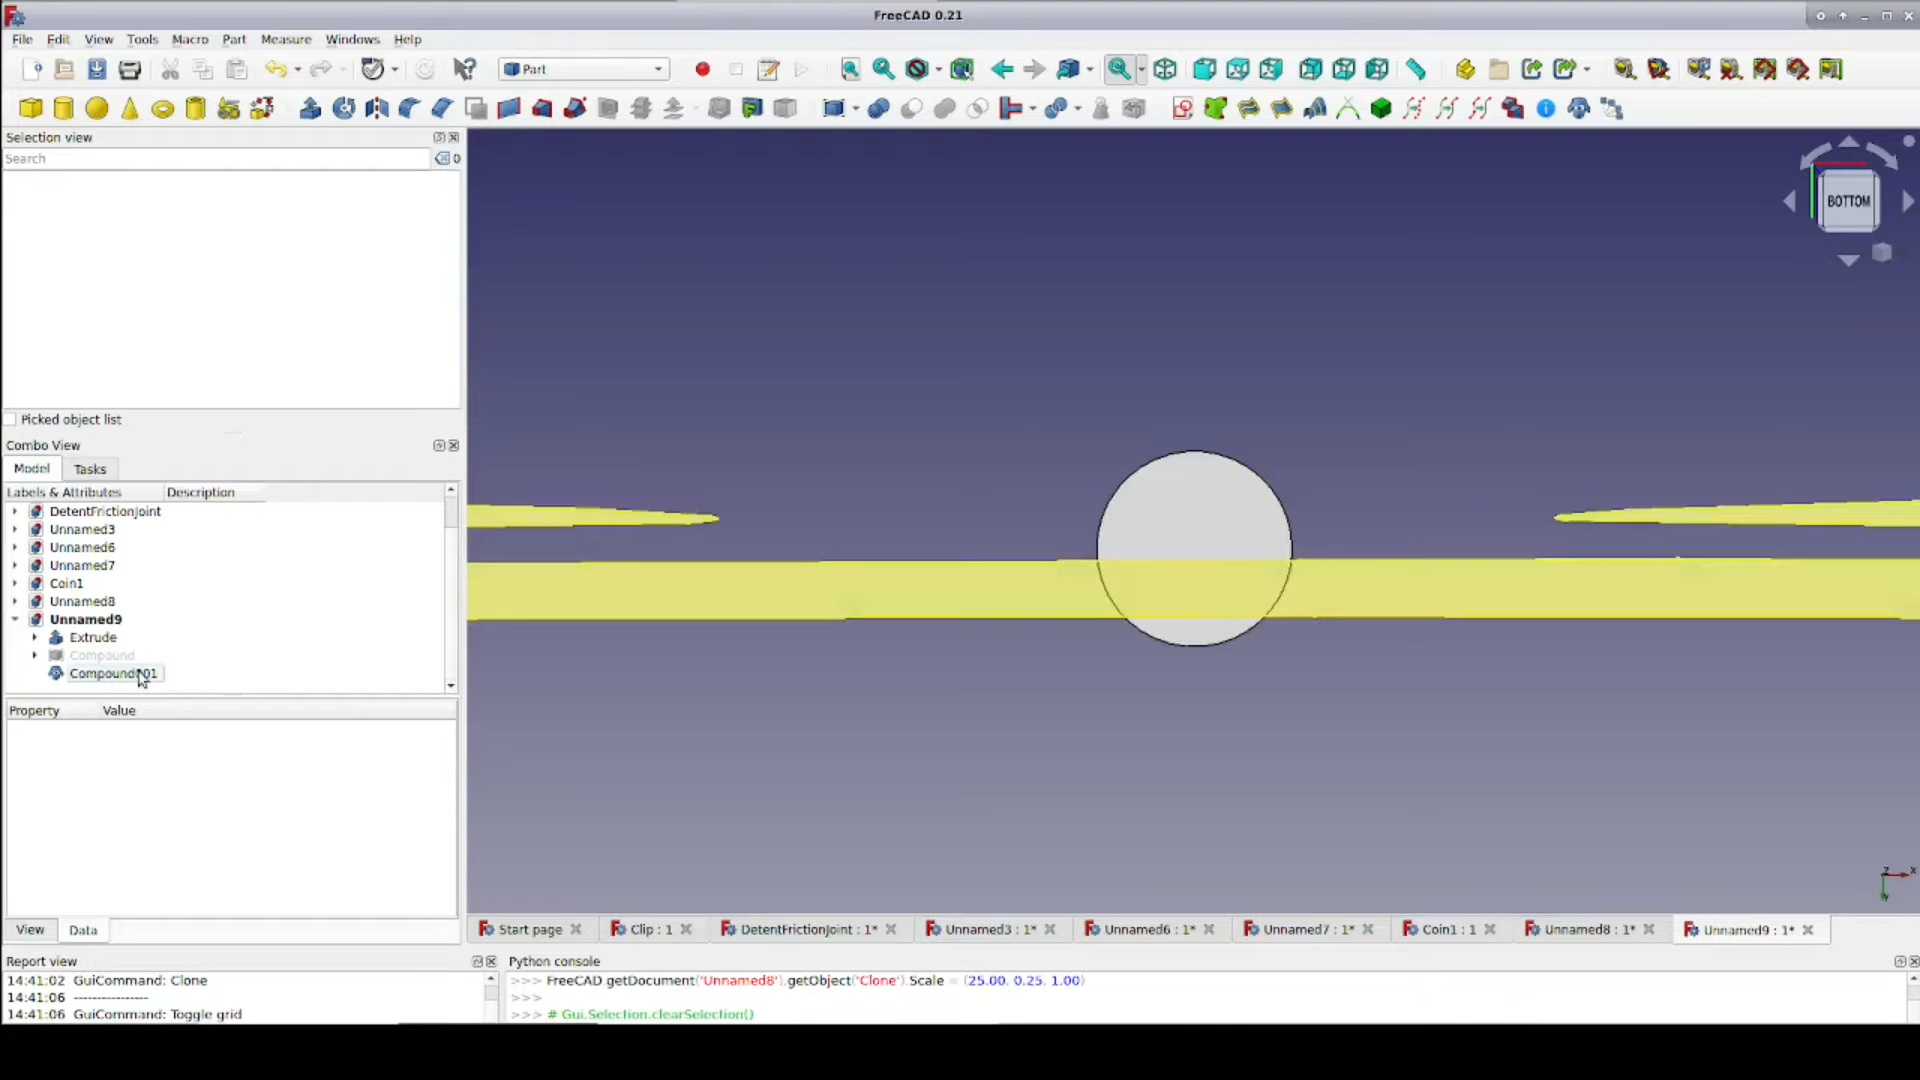 FreeCAD 0.21
File Edit View Tools Macro Part Measure Windows Help
Part
Selection view
Search
0
Picked object list
Combo View
Model Tasks
Labels & Attributes Description
DetentFrictionJoint
Unnamed3
Unnamed6
Unnamed7
Coin1
Unnamed8
Unnamed9
Extrude
Compound
Property Value
View Data
BOTTOM
Z X
Y
Start page Clip : 1 DetentFrictionJoint : 1* Unnamed3 : 1* Unnamed6 : 1* Unnamed7 : 1* Coin1 : 1 Unnamed8 : 1* Unnamed9 : 1*
Report view
14:41:02 GuiCommand: Clone
14:41:06 ----------------
14:41:06 GuiCommand: Toggle grid
Python console
>>> FreeCAD getDocument('Unnamed8').getObject('Clone').Scale = (25.00, 0.25, 1.00)
>>>
>>> # Gui.Selection.clearSelection()